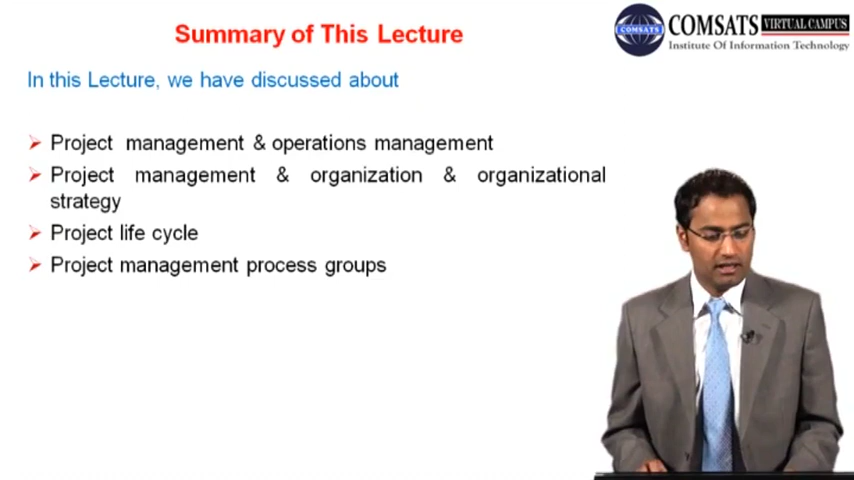 Summary of This Lecture
COMSATS
COMSATS
VIRTUAL CAMPUS
Institute Of Information Technology
In this Lecture, we have discussed about
Project management & operations management
Project management & organization & organizational
strategy
Project life cycle
Project management process groups